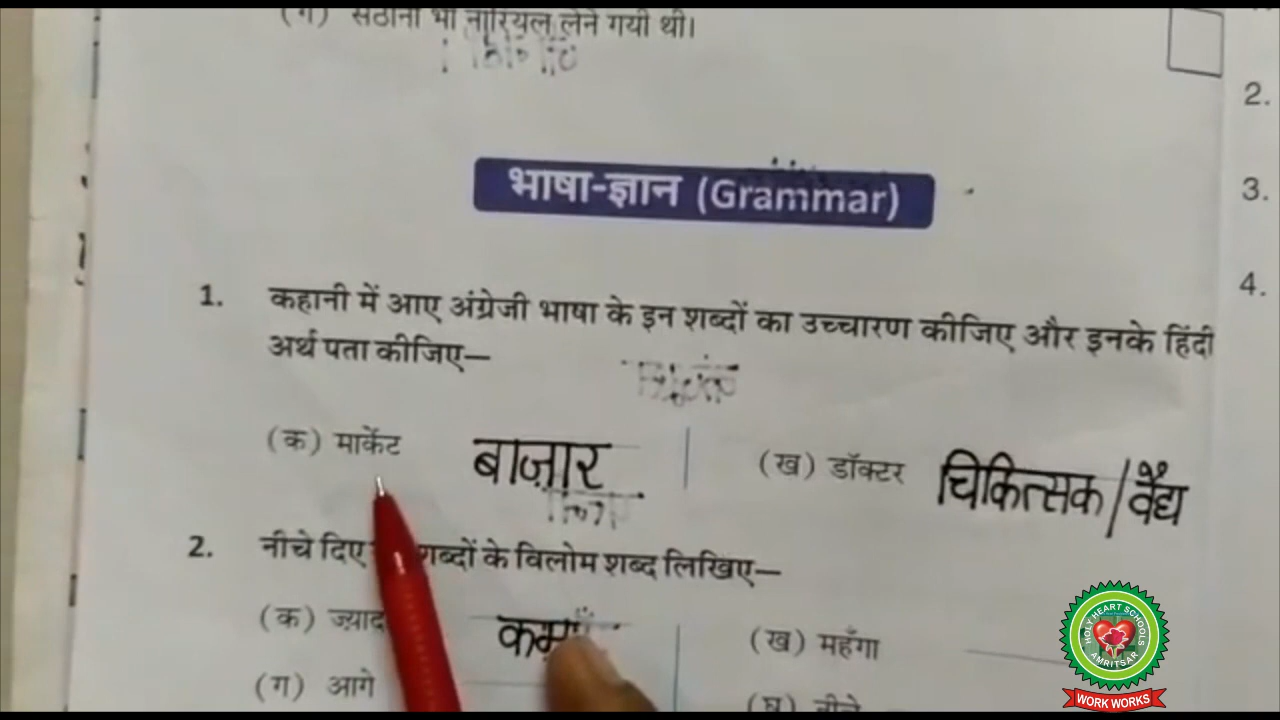 (ग) सेठानी भी नारियल लेने गयी थी।
2.
भाषा-ज्ञान (Grammar)
3.
4.
1. कहानी में आए अंग्रेजी भाषा के इन शब्दों का उच्चारण कीजिए और इनके हिंदी
अर्थ पता कीजिए—
(क) मार्केट बाज़ार (ख) डॉक्टर चिकित्सक/वैद्य
2. नीचे दिए शब्दों के विलोम शब्द लिखिए—
(क) कम (ख) महँगा
(ग) आगे (घ) नीचे
HOLY HEART SCHOOLS
AMRITSAR
WORK WORKS